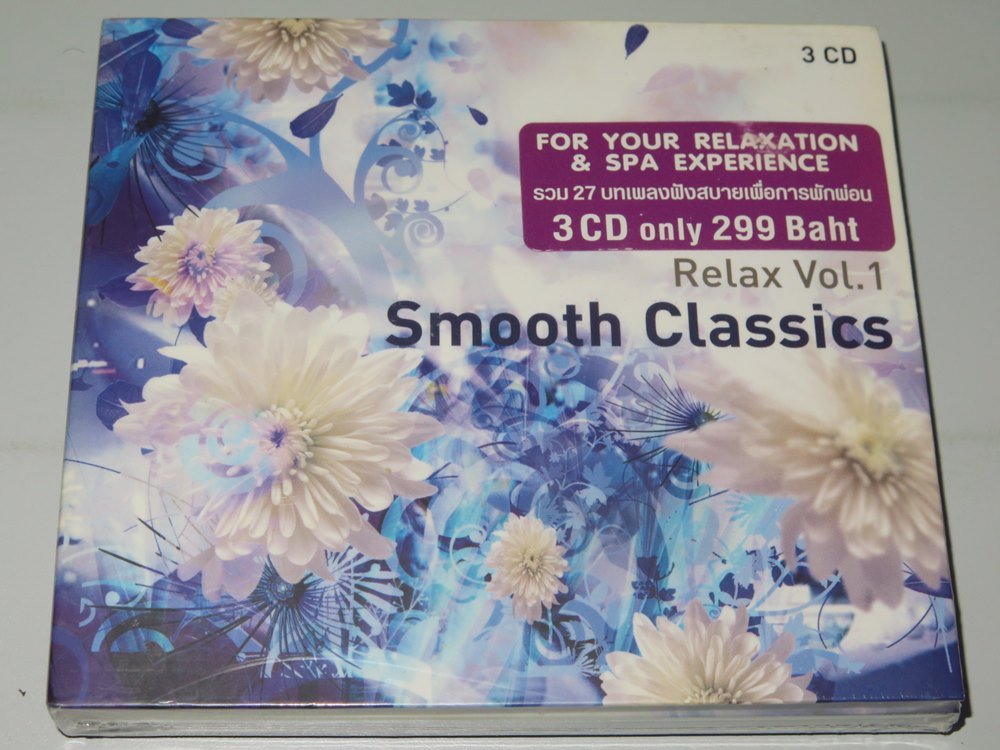 3 CD
FOR YOUR RELAXATION
& SPA EXPERIENCE
รวม 27 บทเพลงฟังสบายเพื่อการพักผ่อน
3 CD only 299 Baht
Relax Vol.1
Smooth Classics